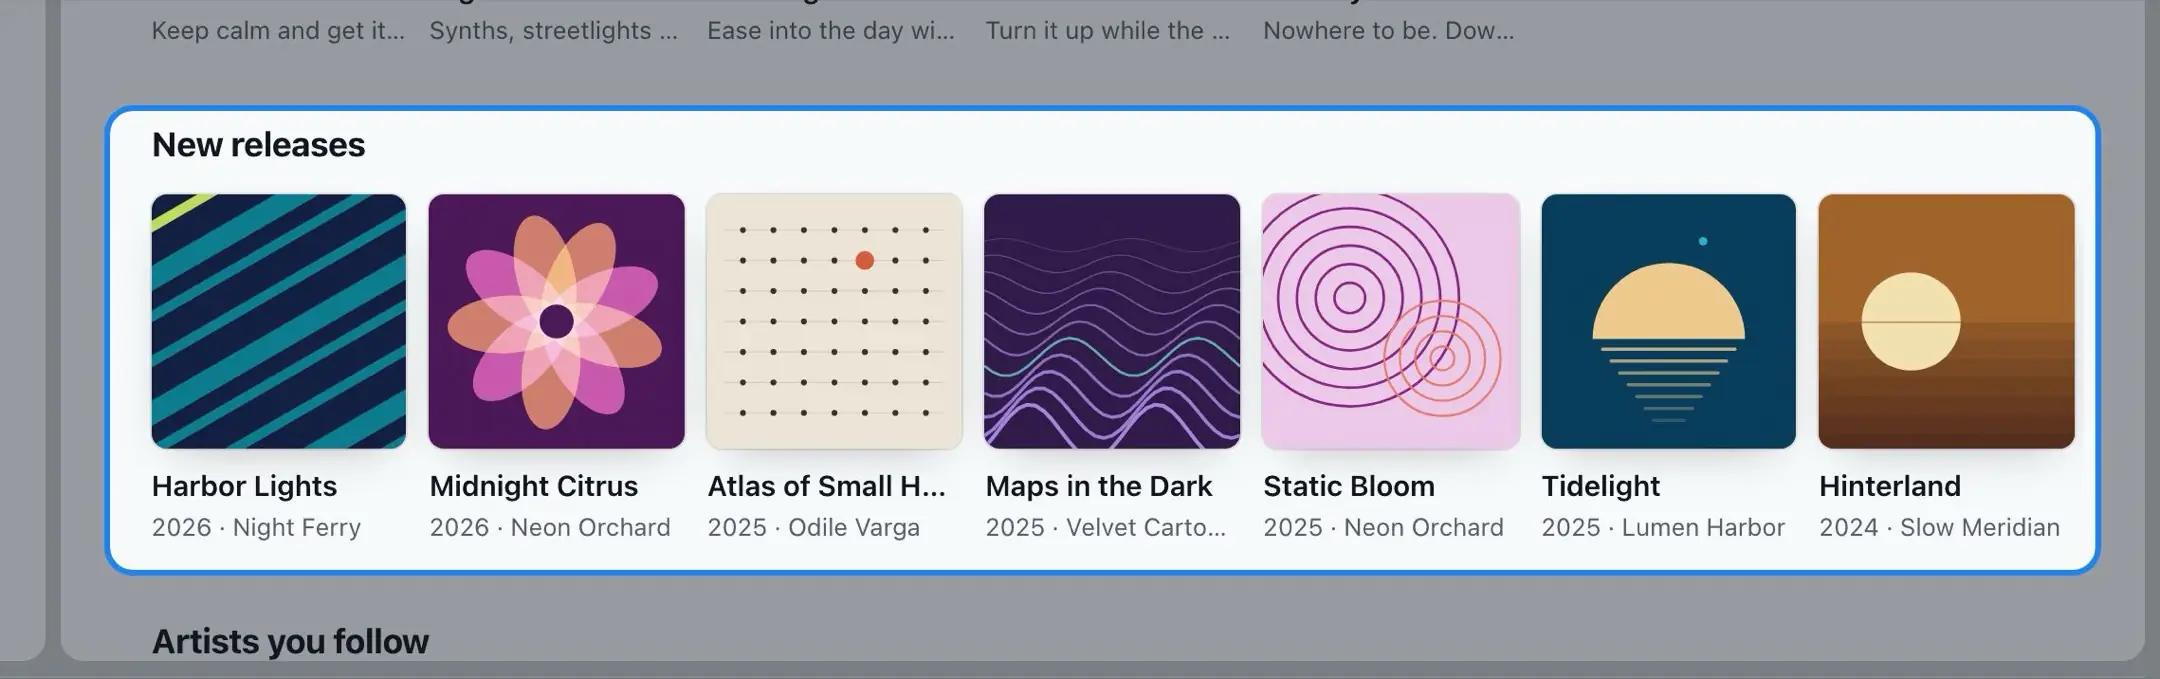 Keep calm and get it...
Synths, streetlights ...
Ease into the day wi...
Turn it up while the ...
Nowhere to be. Dow...
New releases
Harbor Lights
2026 · Night Ferry
Midnight Citrus
2026 · Neon Orchard
Atlas of Small H...
2025 · Odile Varga
Maps in the Dark
2025 · Velvet Carto...
Static Bloom
2025 · Neon Orchard
Tidelight
2025 · Lumen Harbor
Hinterland
2024 · Slow Meridian
Artists you follow